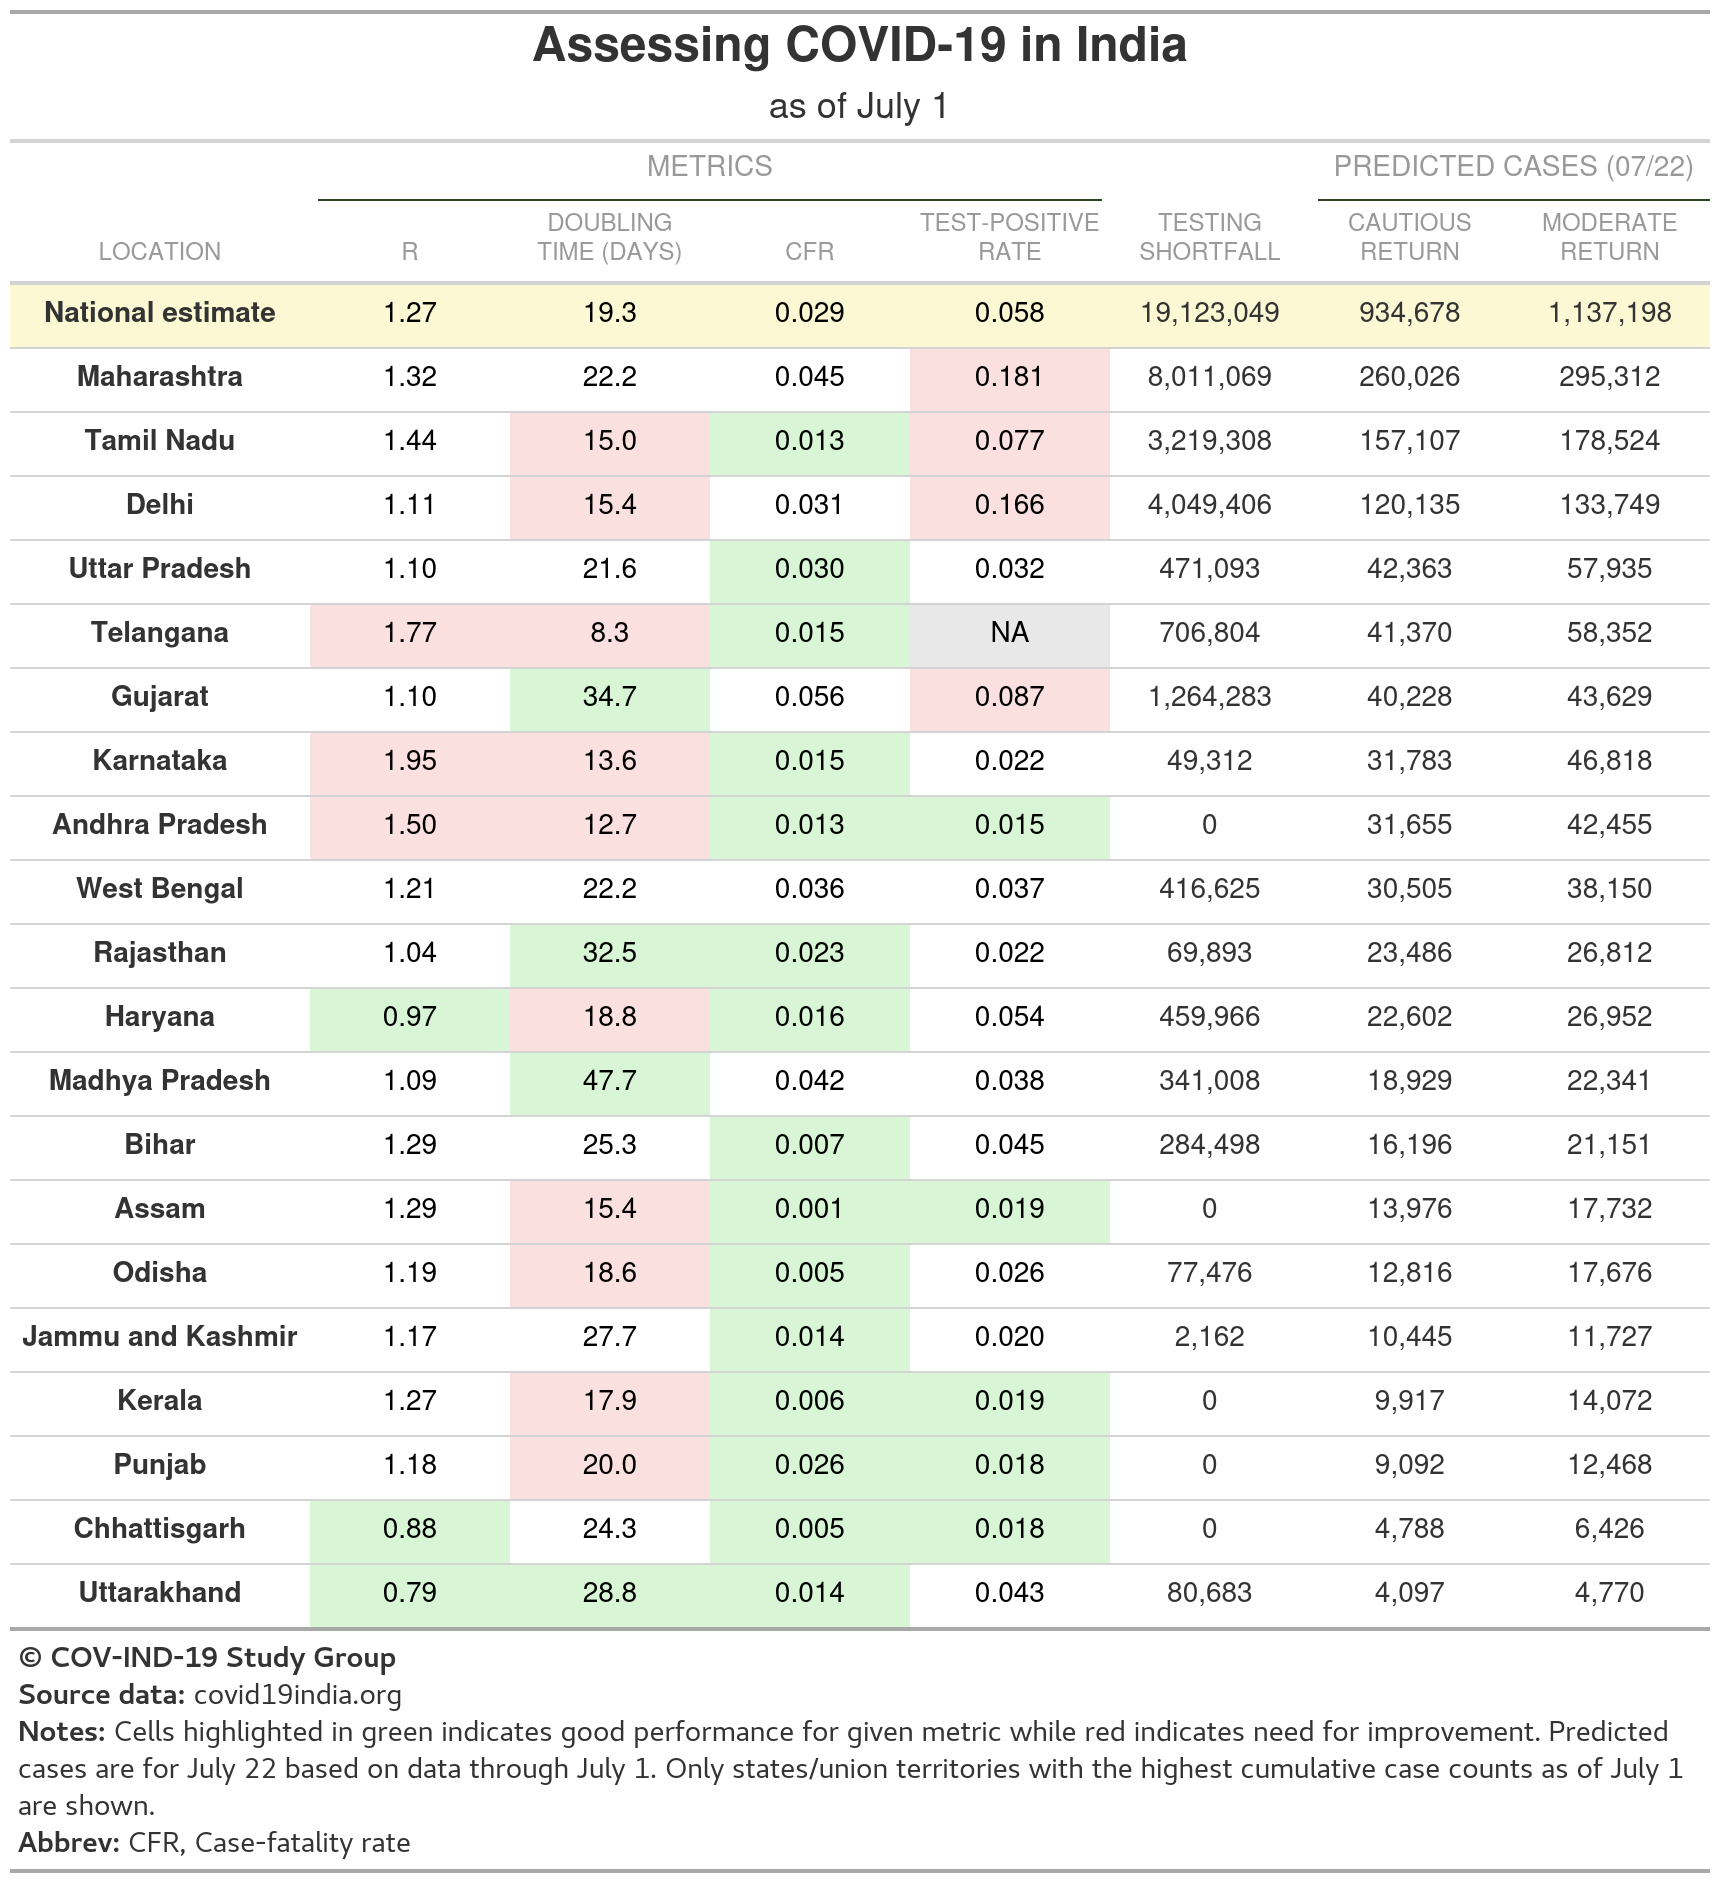 Assessing COVID-19 in India
as of July 1
METRICS PREDICTED CASES (07/22)
DOUBLING TEST-POSITIVE TESTING CAUTIOUS MODERATE
LOCATION R TIME (DAYS) CFR RATE SHORTFALL RETURN RETURN
National estimate 1.27 19.3 0.029 0.058 19,123,049 934,678 1,137,198
Maharashtra 1.32 22.2 0.045 0.181 8,011,069 260,026 295,312
Tamil Nadu 1.44 15.0 0.013 0.077 3,219,308 157,107 178,524
Delhi 1.11 15.4 0.031 0.166 4,049,406 120,135 133,749
Uttar Pradesh 1.10 21.6 0.030 0.032 471,093 42,363 57,935
Telangana 1.77 8.3 0.015 NA 706,804 41,370 58,352
Gujarat 1.10 34.7 0.056 0.087 1,264,283 40,228 43,629
Karnataka 1.95 13.6 0.015 0.022 49,312 31,783 46,818
Andhra Pradesh 1.50 12.7 0.013 0.015 0 31,655 42,455
West Bengal 1.21 22.2 0.036 0.037 416,625 30,505 38,150
Rajasthan 1.04 32.5 0.023 0.022 69,893 23,486 26,812
Haryana 0.97 18.8 0.016 0.054 459,966 22,602 26,952
Madhya Pradesh 1.09 47.7 0.042 0.038 341,008 18,929 22,341
Bihar 1.29 25.3 0.007 0.045 284,498 16,196 21,151
Assam 1.29 15.4 0.001 0.019 0 13,976 17,732
Odisha 1.19 18.6 0.005 0.026 77,476 12,816 17,676
Jammu and Kashmir 1.17 27.7 0.014 0.020 2,162 10,445 11,727
Kerala 1.27 17.9 0.006 0.019 0 9,917 14,072
Punjab 1.18 20.0 0.026 0.018 0 9,092 12,468
Chhattisgarh 0.88 24.3 0.005 0.018 0 4,788 6,426
Uttarakhand 0.79 28.8 0.014 0.043 80,683 4,097 4,770
© COV-IND-19 Study Group
Source data: covid19india.org
Notes: Cells highlighted in green indicates good performance for given metric while red indicates need for improvement. Predicted
cases are for July 22 based on data through July 1. Only states/union territories with the highest cumulative case counts as of July 1
are shown.
Abbrev: CFR, Case-fatality rate